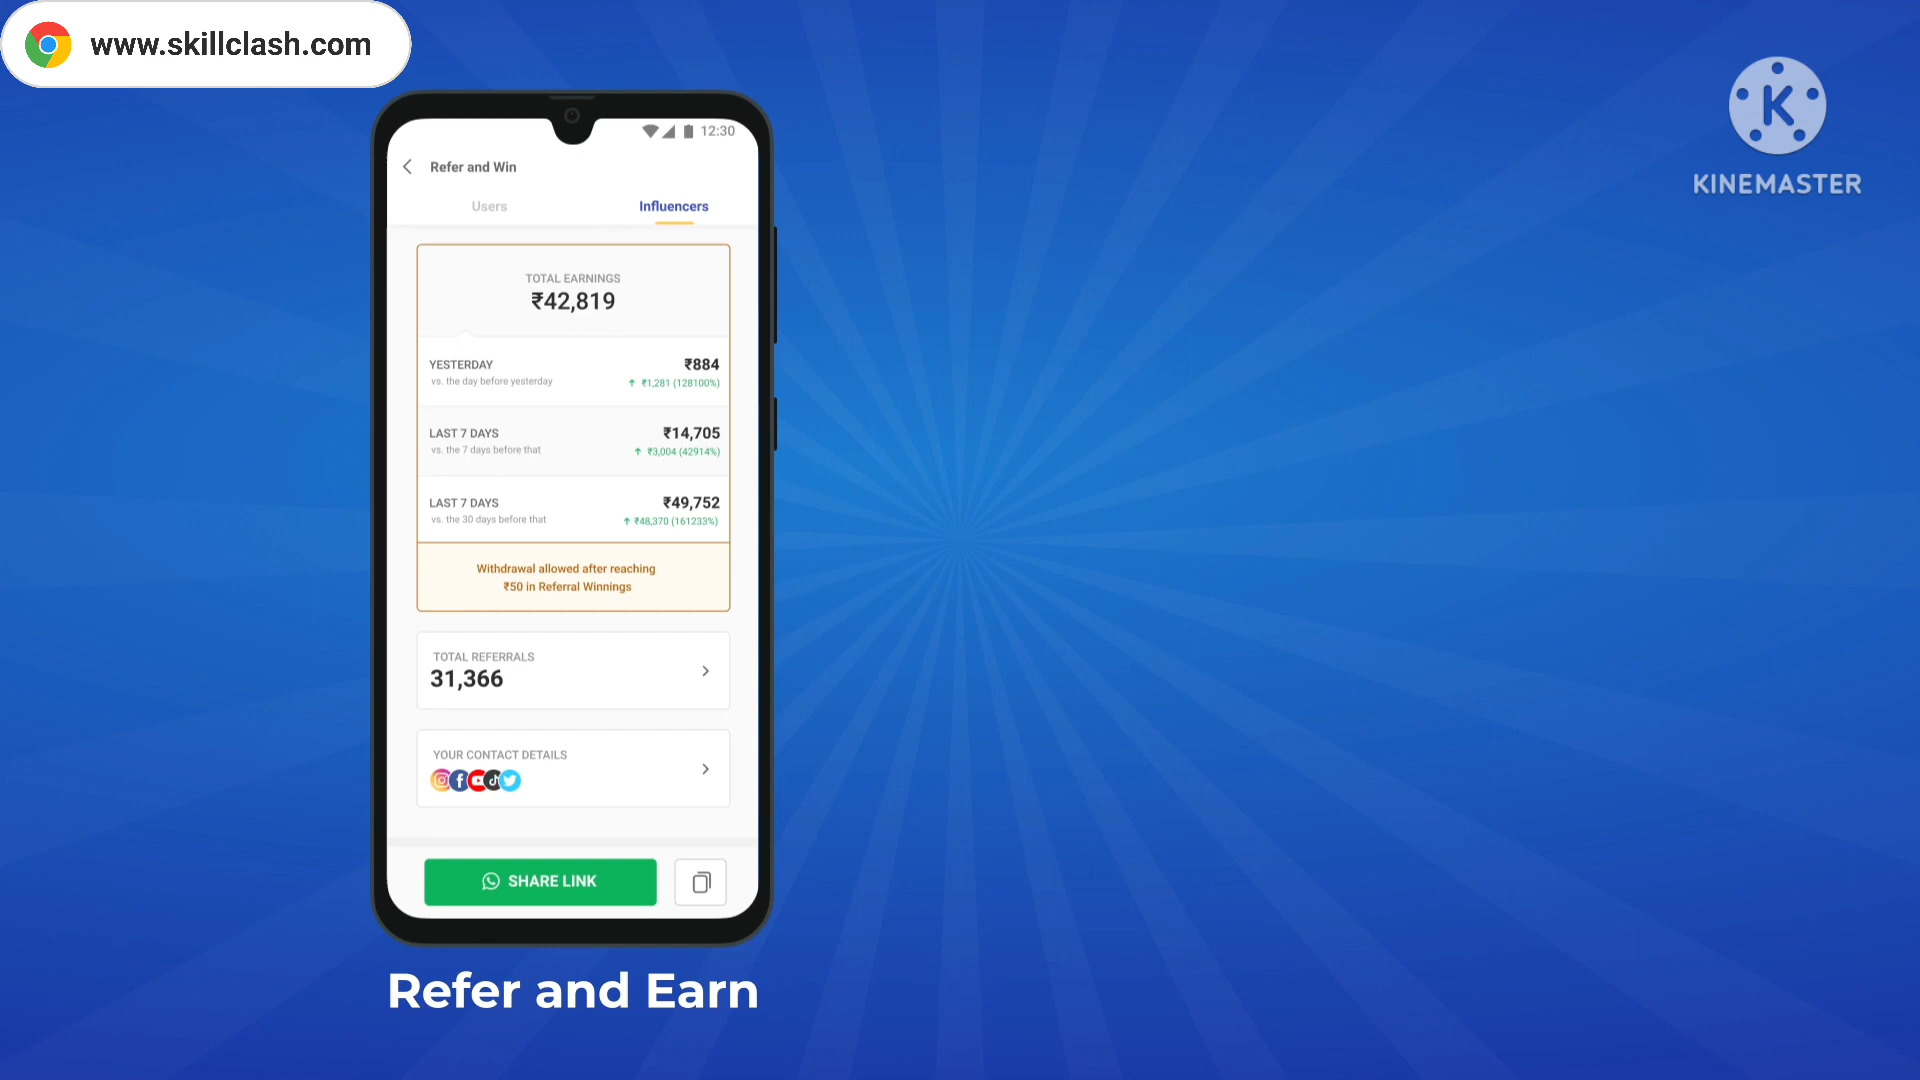 www.skillclash.com
K
KINEMASTER
12:30
Refer and Win
Users
Influencers
TOTAL EARNINGS
₹42,819
YESTERDAY
₹884
vs. the day before yesterday
₹1,281 (128100%)
LAST 7 DAYS
₹14,705
vs. the 7 days before that
₹3,004 (42914%)
LAST 7 DAYS
₹49,752
vs. the 30 days before that
₹48,370 (161233%)
Withdrawal allowed after reaching
₹50 in Referral Winnings
TOTAL REFERRALS
31,366
YOUR CONTACT DETAILS
SHARE LINK
Refer and Earn